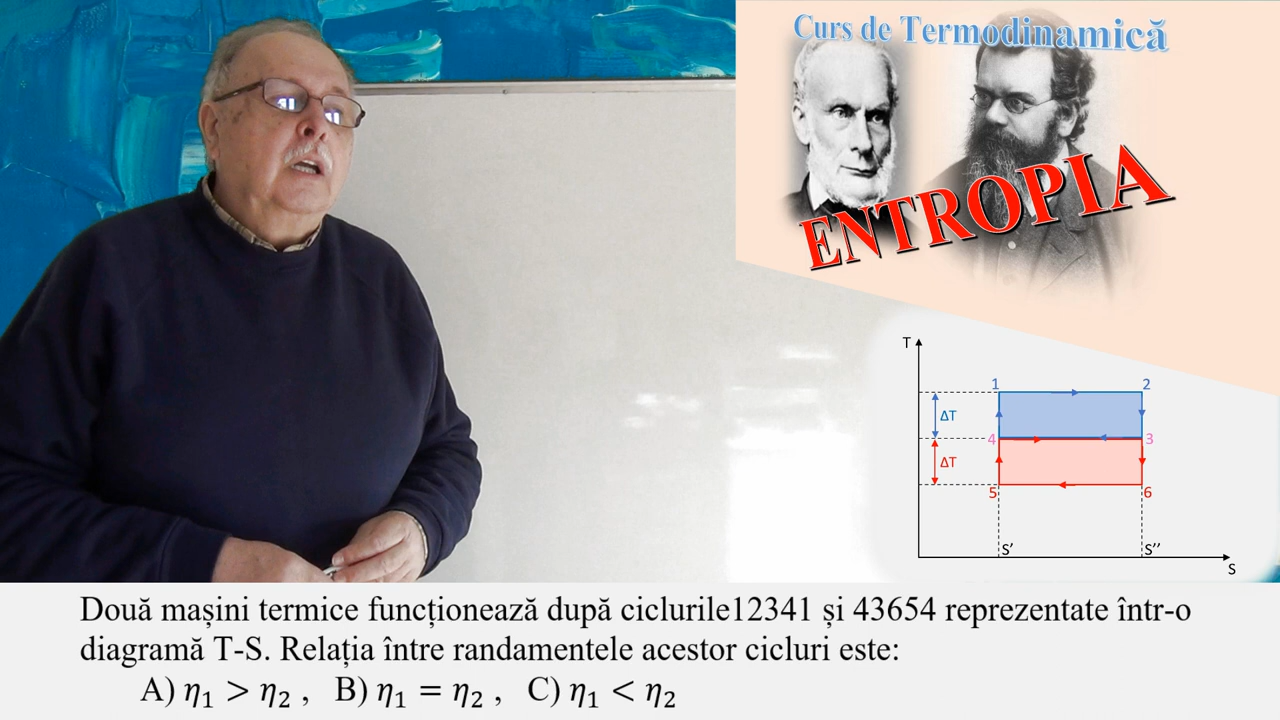 Curs de Termodinamică
ENTROPIA
T
1
2
ΔT
4
3
ΔT
5
6
S’
S’’
S
Două mașini termice funcționează după ciclurile12341 și 43654 reprezentate într-o
diagramă T-S. Relația între randamentele acestor cicluri este:
A) η₁ > η₂ , B) η₁ = η₂ , C) η₁ < η₂